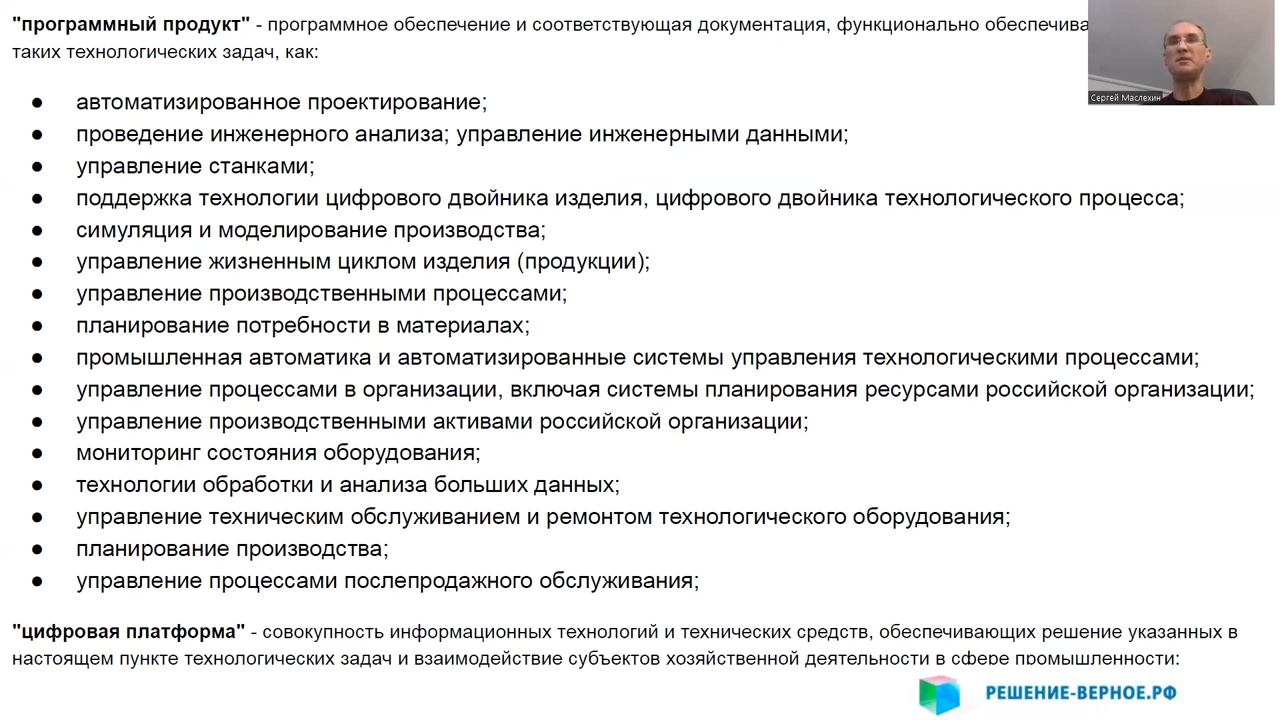 "программный продукт" - программное обеспечение и соответствующая документация, функционально
таких технологических задач, как:
● автоматизированное проектирование;
● проведение инженерного анализа; управление инженерными данными;
● управление станками;
● поддержка технологии цифрового двойника изделия, цифрового двойника технологического процесса;
● симуляция и моделирование производства;
● управление жизненным циклом изделия (продукции);
● управление производственными процессами;
● планирование потребности в материалах;
● промышленная автоматика и автоматизированные системы управления технологическими процессами;
● управление процессами в организации, включая системы планирования ресурсами российской организации;
● управление производственными активами российской организации;
● мониторинг состояния оборудования;
● технологии обработки и анализа больших данных;
● управление техническим обслуживанием и ремонтом технологического оборудования;
● планирование производства;
● управление процессами послепродажного обслуживания;
"цифровая платформа" - совокупность информационных технологий и технических средств, обеспечивающих решение указанных в
настоящем пункте технологических задач и взаимодействие субъектов хозяйственной деятельности в сфере промышленности:
Сергей Маслехин
РЕШЕНИЕ-ВЕРНОЕ.РФ